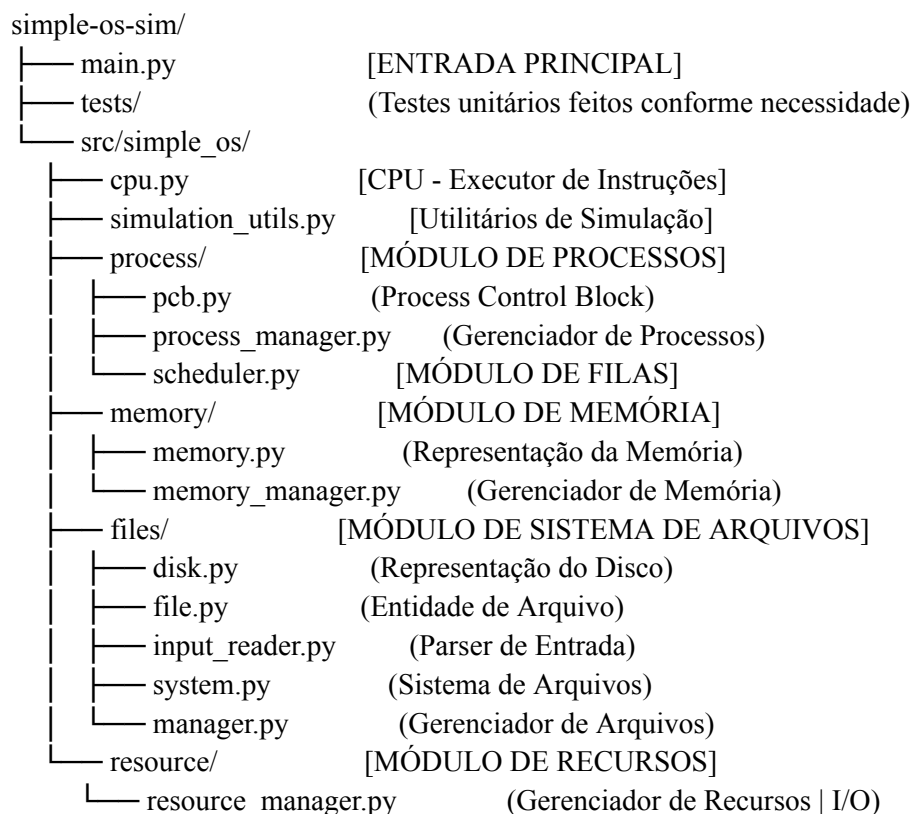 simple-os-sim/
├── main.py [ENTRADA PRINCIPAL]
├── tests/ (Testes unitários feitos conforme necessidade)
└── src/simple_os/
├── cpu.py [CPU - Executor de Instruções]
├── simulation_utils.py [Utilitários de Simulação]
├── process/ [MÓDULO DE PROCESSOS]
│ ├── pcb.py (Process Control Block)
│ ├── process_manager.py (Gerenciador de Processos)
│ └── scheduler.py [MÓDULO DE FILAS]
├── memory/ [MÓDULO DE MEMÓRIA]
│ ├── memory.py (Representação da Memória)
│ └── memory_manager.py (Gerenciador de Memória)
├── files/ [MÓDULO DE SISTEMA DE ARQUIVOS]
│ ├── disk.py (Representação do Disco)
│ ├── file.py (Entidade de Arquivo)
│ ├── input_reader.py (Parser de Entrada)
│ ├── system.py (Sistema de Arquivos)
│ └── manager.py (Gerenciador de Arquivos)
└── resource/ [MÓDULO DE RECURSOS]
└── resource_manager.py (Gerenciador de Recursos | I/O)